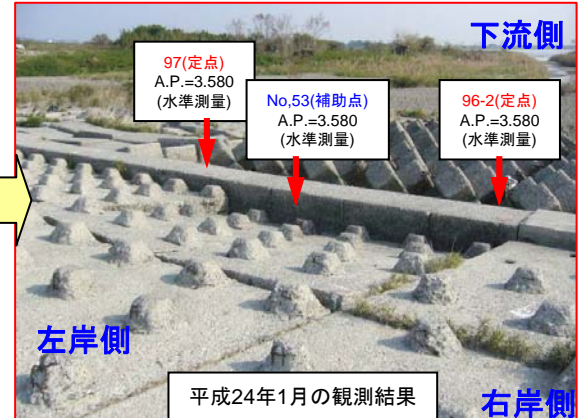 下流側
97(定点)
A.P.=3.580
(水準測量)
No,53(補助点)
A.P.=3.580
(水準測量)
96-2(定点)
A.P.=3.580
(水準測量)
左岸側
平成24年1月の観測結果
右岸側